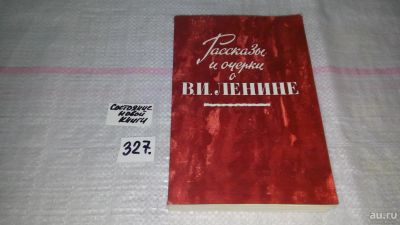 Рассказы
и очерки
о
В.И.ЛЕНИНЕ
Состояние
новой
книги
327.
au.ru